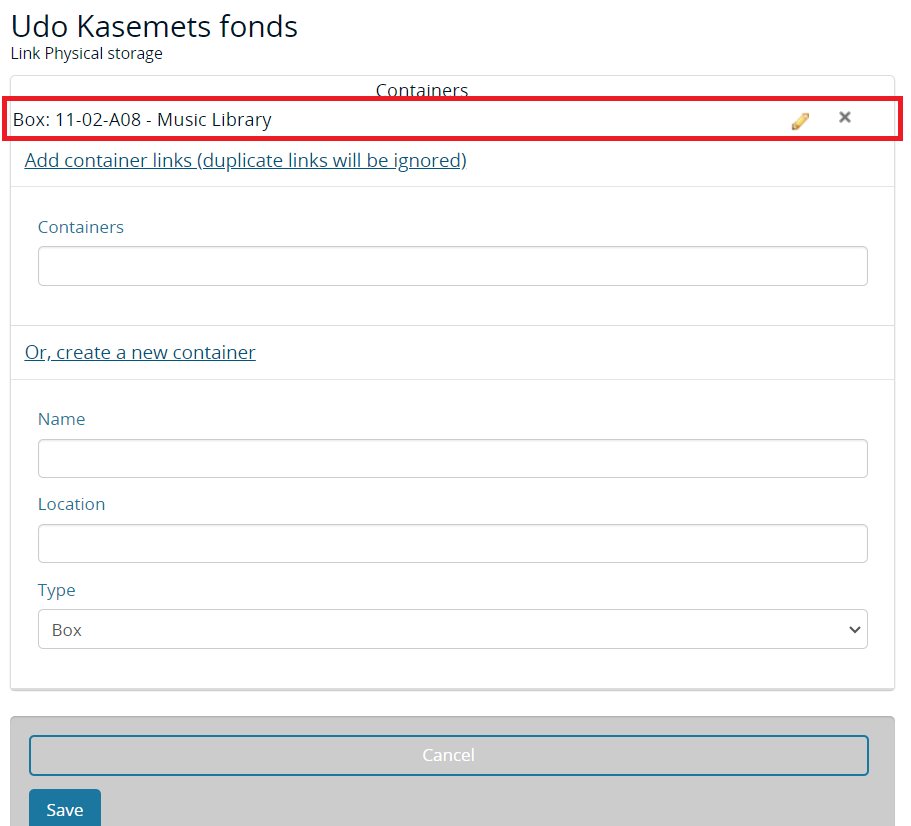 Udo Kasemets fonds
Link Physical storage
Containers
Box: 11-02-A08 - Music Library
Add container links (duplicate links will be ignored)
Containers
Or, create a new container
Name
Location
Type
Box
Cancel
Save